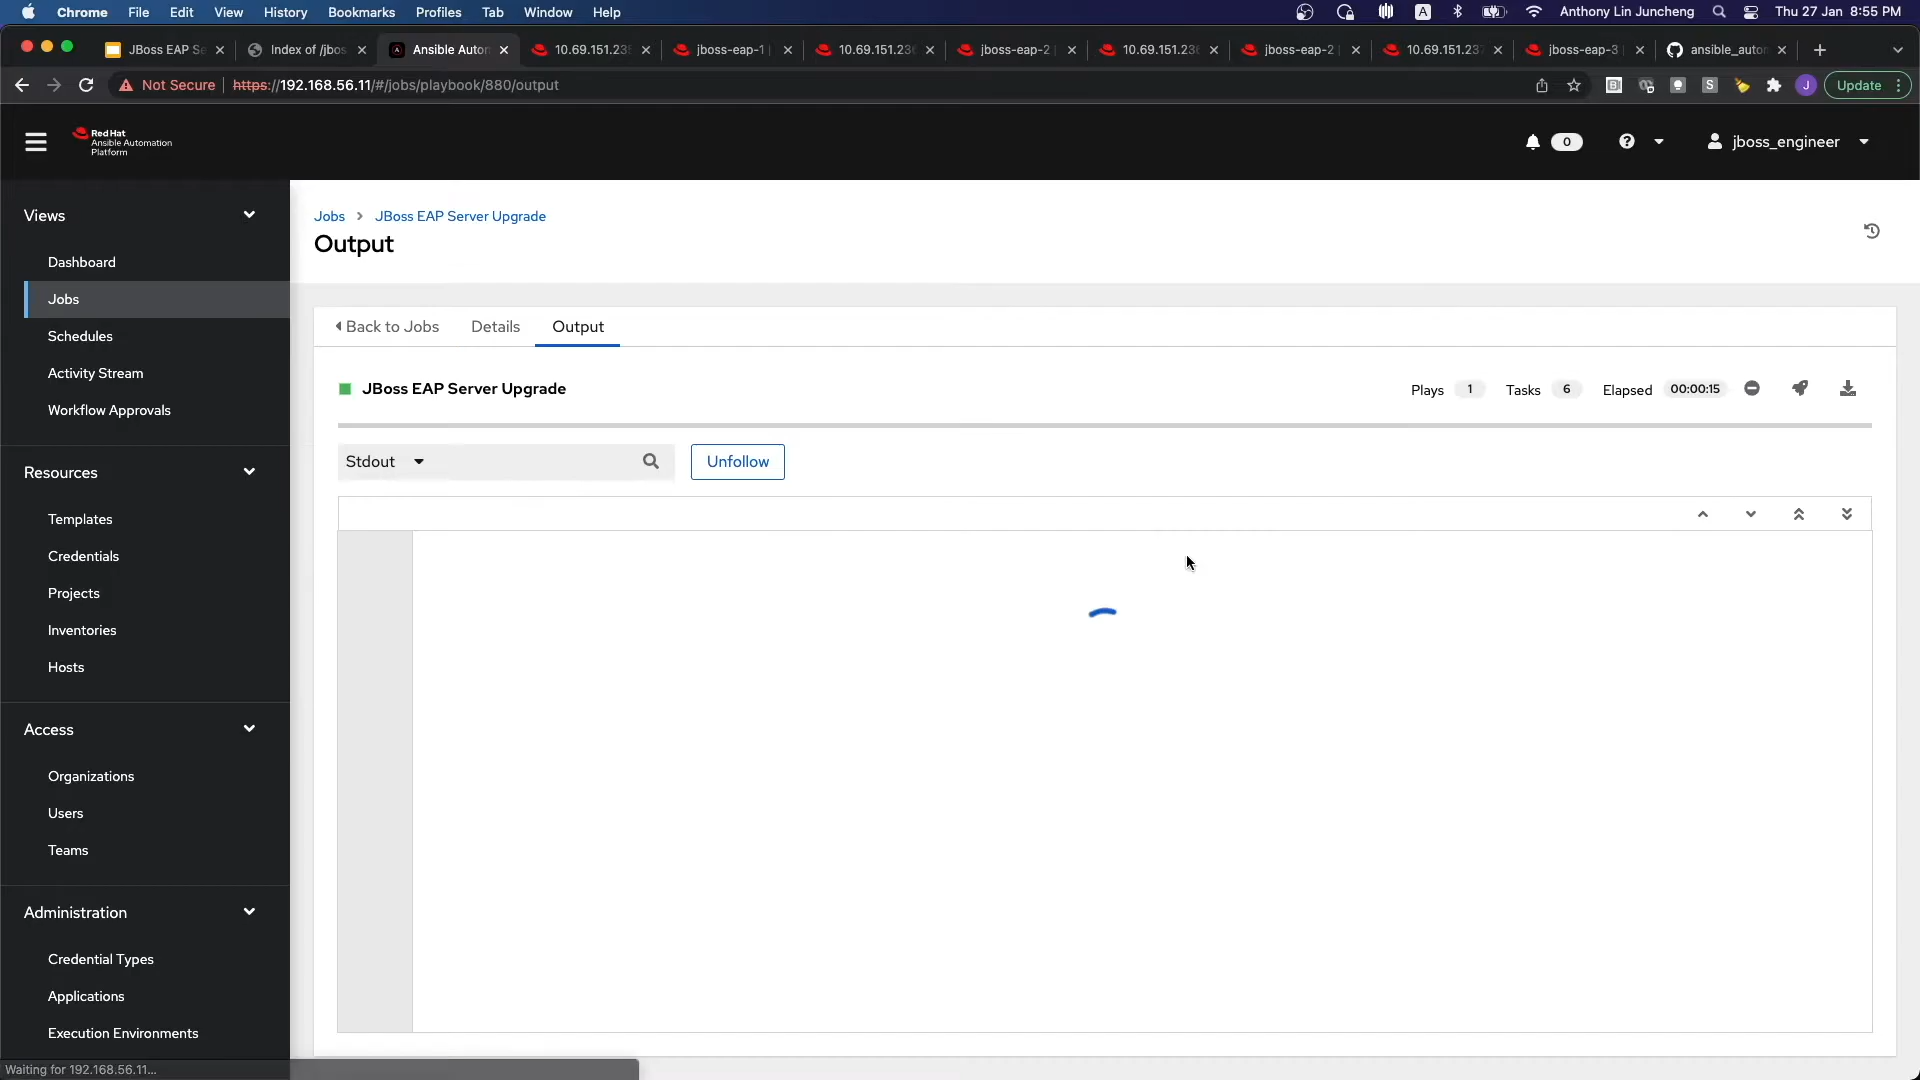 Chrome File Edit View History Bookmarks Profiles Tab Window Help A Anthony Lin Juncheng Thu 27 Jan 8:55 PM
JBoss EAP Se Index of /jbos Ansible Autom 10.69.151.23 jboss-eap-1 10.69.151.23 jboss-eap-2 10.69.151.23 jboss-eap-2 10.69.151.23 jboss-eap-3 ansible_autom
Not Secure https://192.168.56.11/#/jobs/playbook/880/output S J Update
Red Hat
Ansible Automation
Platform
0 jboss_engineer
Views
Dashboard
Jobs
Schedules
Activity Stream
Workflow Approvals
Resources
Templates
Credentials
Projects
Inventories
Hosts
Access
Organizations
Users
Teams
Administration
Credential Types
Applications
Execution Environments
Waiting for 192.168.56.11...
Jobs JBoss EAP Server Upgrade
Output
Back to Jobs Details Output
JBoss EAP Server Upgrade Plays 1 Tasks 6 Elapsed 00:00:15
Stdout Unfollow